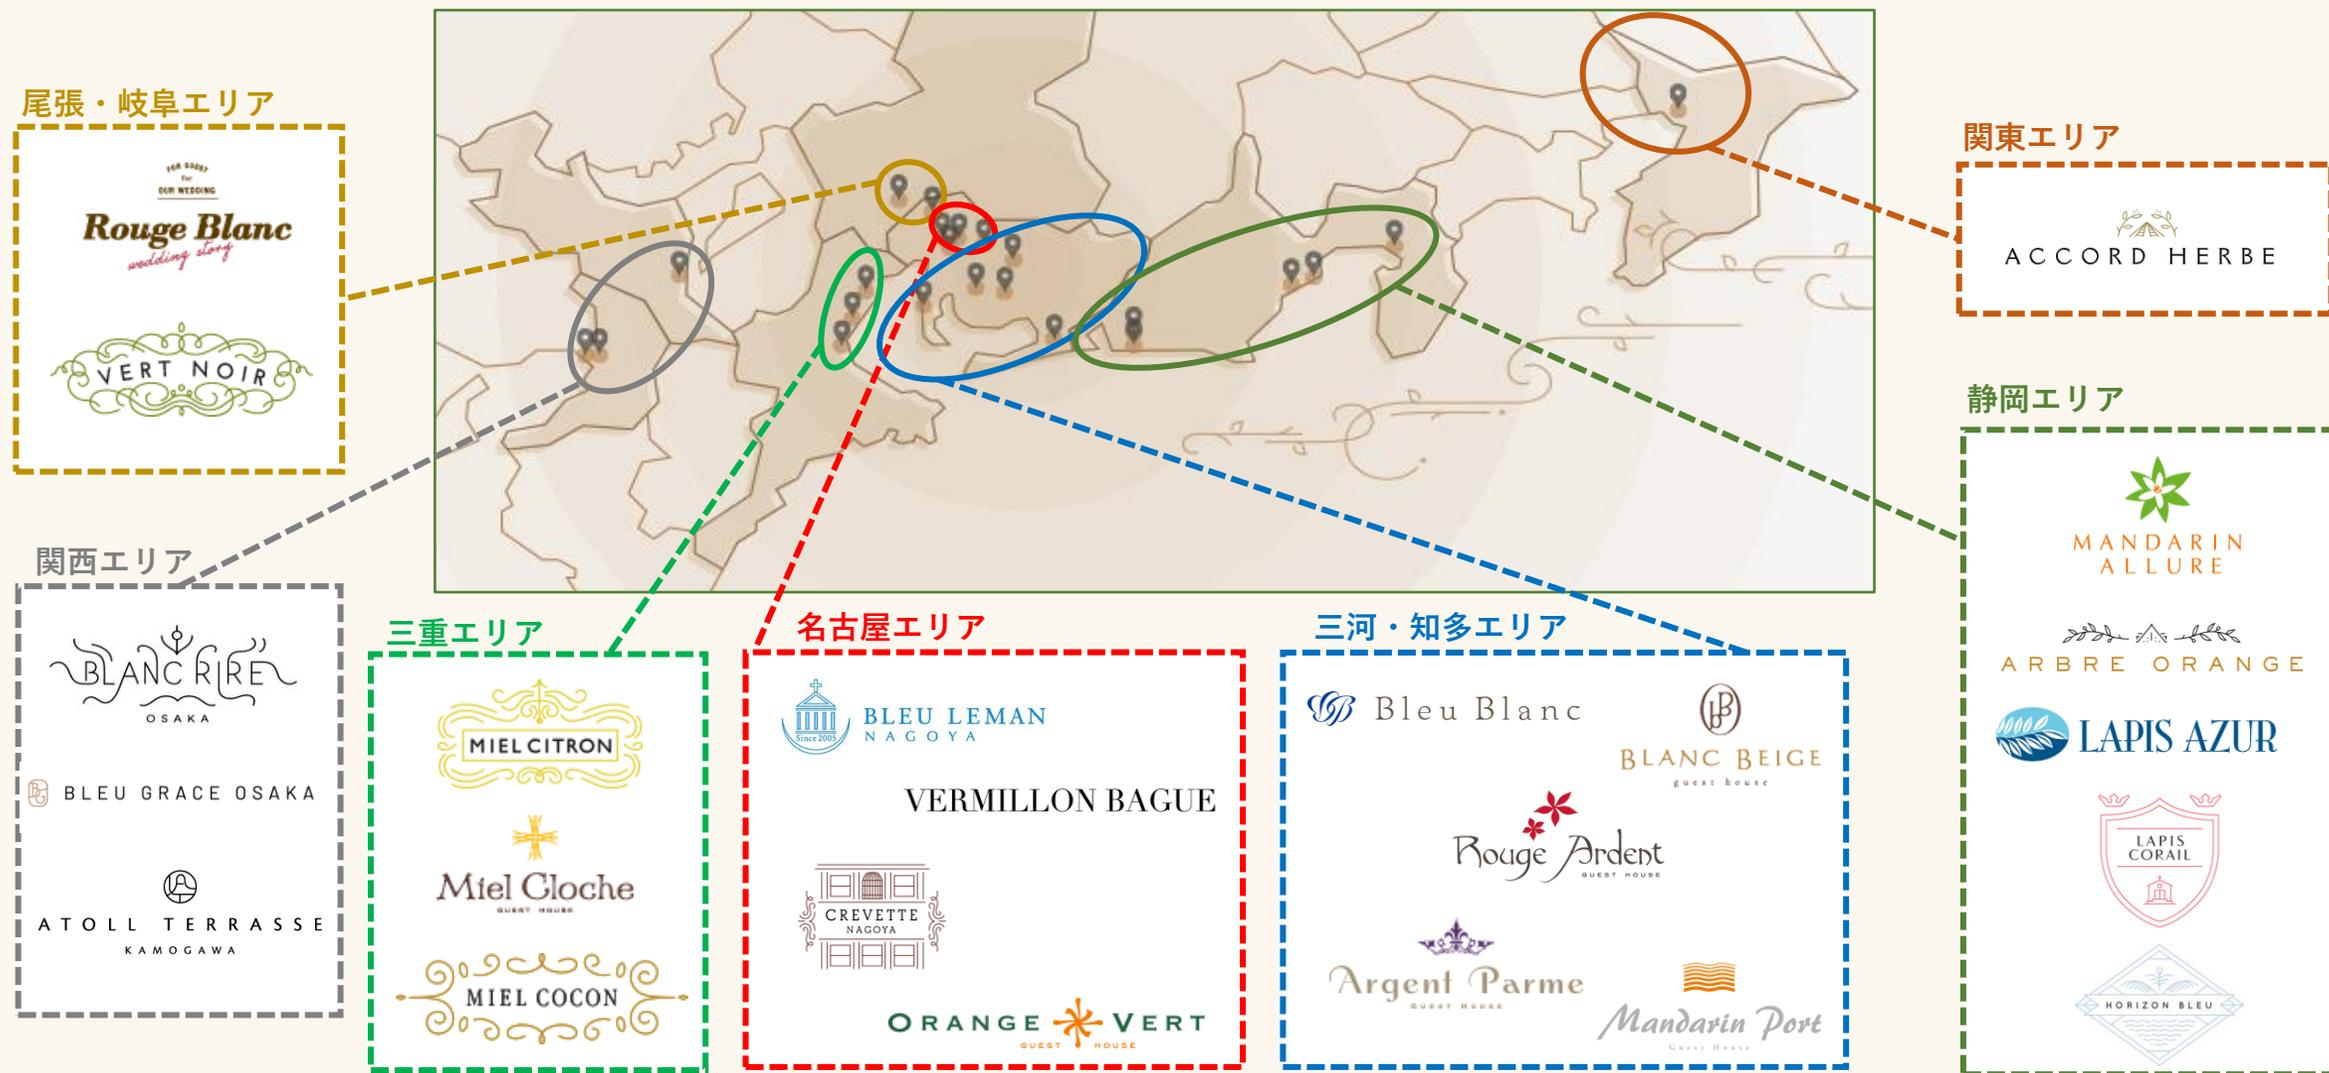 尾張・岐阜エリア
FOR GUEST
for
OUR WEDDING
Rouge Blanc
wedding story
VERT NOIR
関西エリア
BLANC RIRE
OSAKA
BLEU GRACE OSAKA
ATOLL TERRASSE
KAMOGAWA
三重エリア
MIEL CITRON
Miel Cloche
GUEST HOUSE
MIEL COCON
名古屋エリア
Since 2005
BLEU LEMAN
NAGOYA
VERMILLON BAGUE
CREVETTE
NAGOYA
ORANGE VERT
GUEST HOUSE
三河・知多エリア
Bleu Blanc
BLANC BEIGE
guest house
Rouge Ardent
GUEST HOUSE
Argent Parme
GUEST HOUSE
Mandarin Port
Guest House
関東エリア
ACCORD HERBE
静岡エリア
MANDARIN
ALLURE
ARBRE ORANGE
LAPIS AZUR
LAPIS
CORAIL
HORIZON BLEU